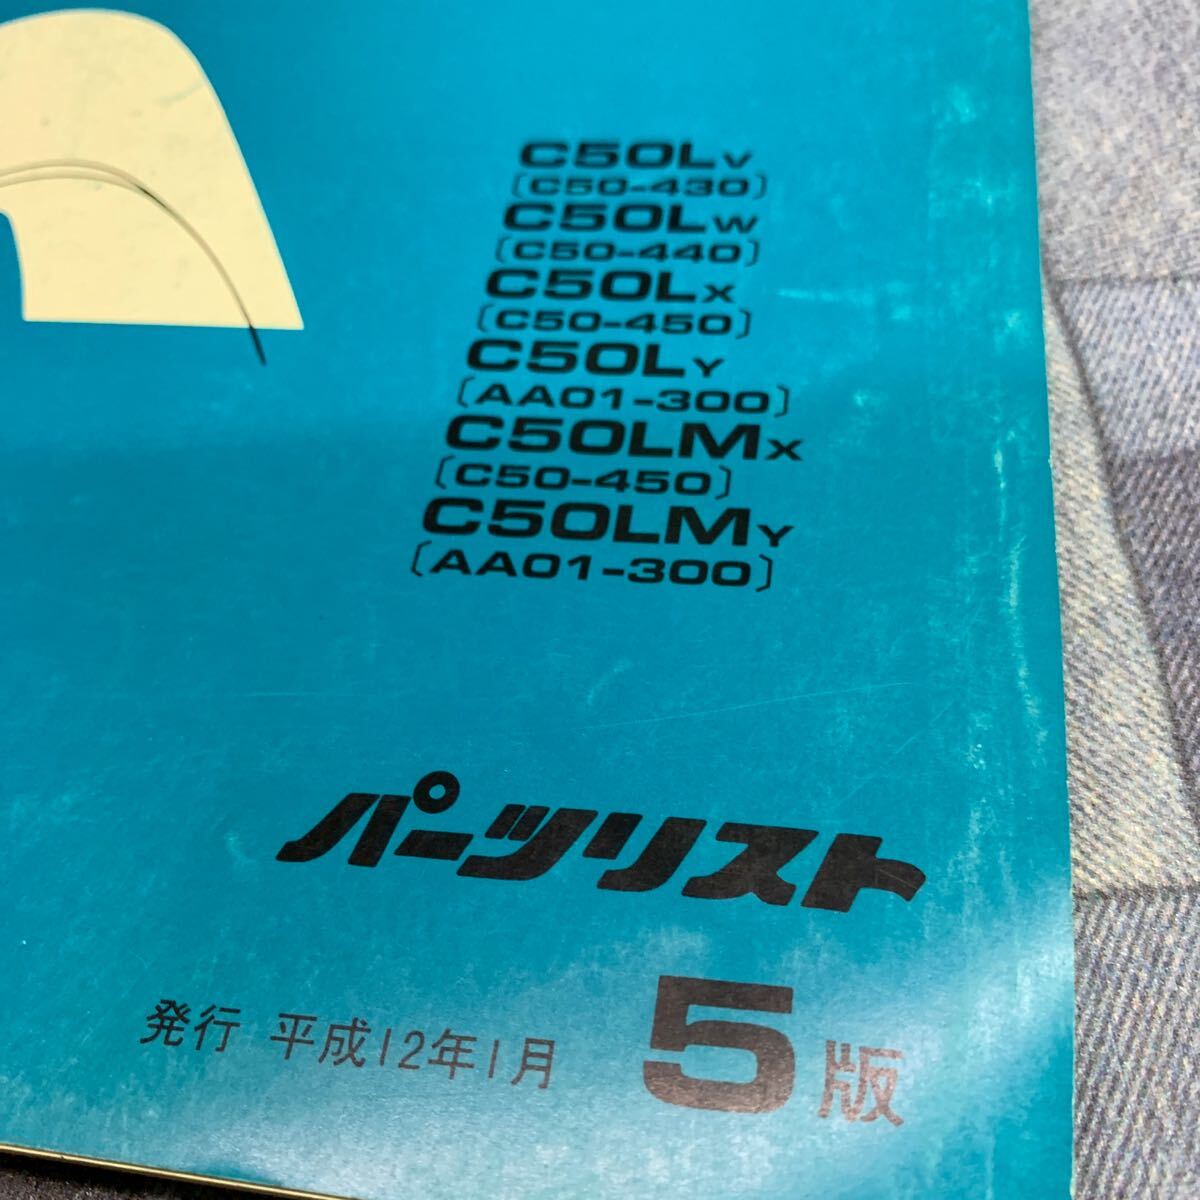 C50LV
〔C50-430〕
C50LW
〔C50-440〕
C50LX
〔C50-450〕
C50LY
〔AA01-300〕
C50LMX
〔C50-450〕
C50LMY
〔AA01-300〕
パーツリスト
発行 平成12年1月 5版